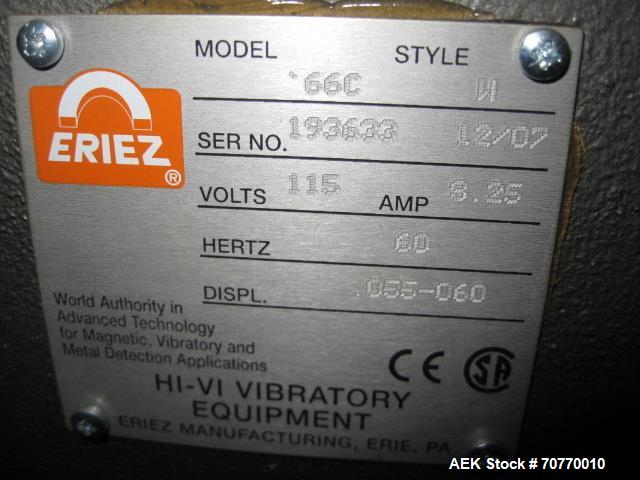 MODEL STYLE
66C W
ERIEZ ®
SER NO. 193633 12/07
VOLTS 115 AMP 8.25
HERTZ 60
DISPL. .055-060
World Authority in
Advanced Technology
for Magnetic, Vibratory and
Metal Detection Applications
CE SA
HI-VI VIBRATORY
EQUIPMENT
ERIEZ MANUFACTURING, ERIE, PA
AEK Stock # 70770010